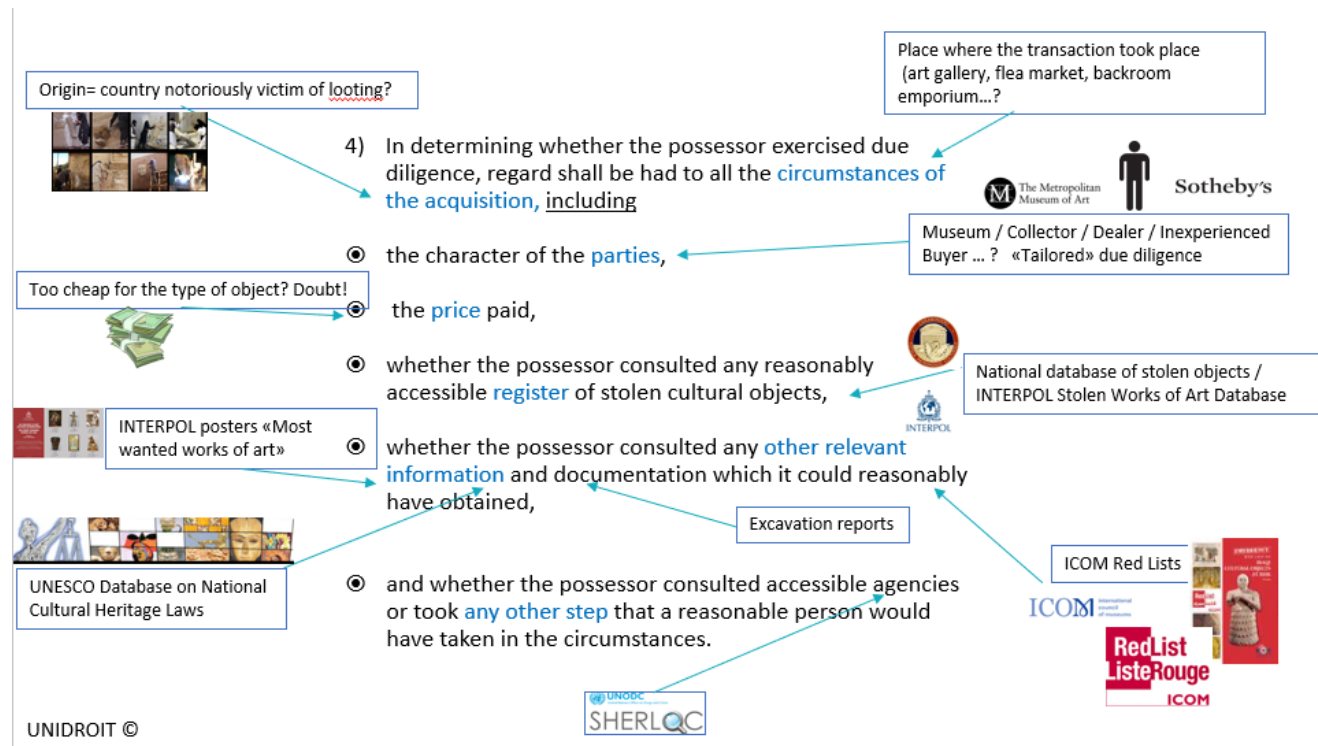 Place where the transaction took place
(art gallery, flea market, backroom
emporium...?
Origin= country notoriously victim of looting?
4) In determining whether the possessor exercised due
diligence, regard shall be had to all the circumstances of
the acquisition, including
M The Metropolitan
Museum of Art
Sotheby's
Museum / Collector / Dealer / Inexperienced
Buyer ... ? «Tailored» due diligence
the character of the parties,
Too cheap for the type of object? Doubt!
the price paid,
whether the possessor consulted any reasonably
accessible register of stolen cultural objects,
National database of stolen objects /
INTERPOL Stolen Works of Art Database
INTERPOL
INTERPOL posters «Most
wanted works of art»
whether the possessor consulted any other relevant
information and documentation which it could reasonably
have obtained,
Excavation reports
UNESCO Database on National
Cultural Heritage Laws
ICOM Red Lists
ICOM international
council
of museums
RedList
ListeRouge
ICOM
and whether the possessor consulted accessible agencies
or took any other step that a reasonable person would
have taken in the circumstances.
UNODC
SHERLOC
UNIDROIT ©